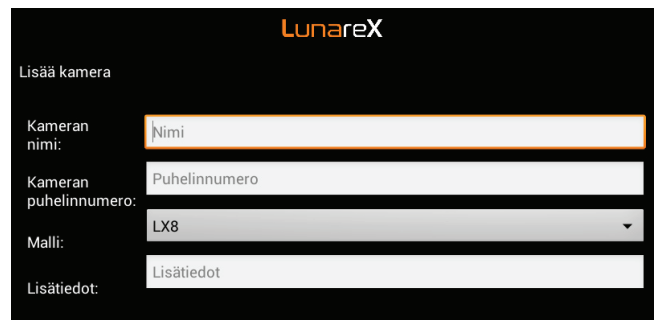 LunareX
Lisää kamera
Kameran
nimi:
Nimi
Kameran
puhelinnumero:
Puhelinnumero
Malli:
LX8
Lisätiedot:
Lisätiedot